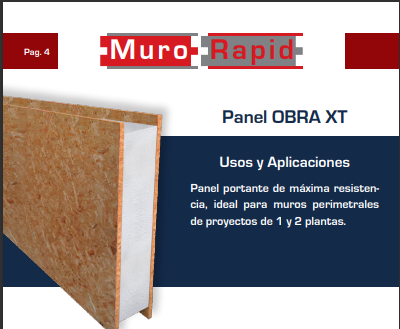 Pag. 4
Muro Rapid
Panel OBRA XT
Usos y Aplicaciones
Panel portante de máxima resisten-
cia, ideal para muros perimetrales
de proyectos de 1 y 2 plantas.